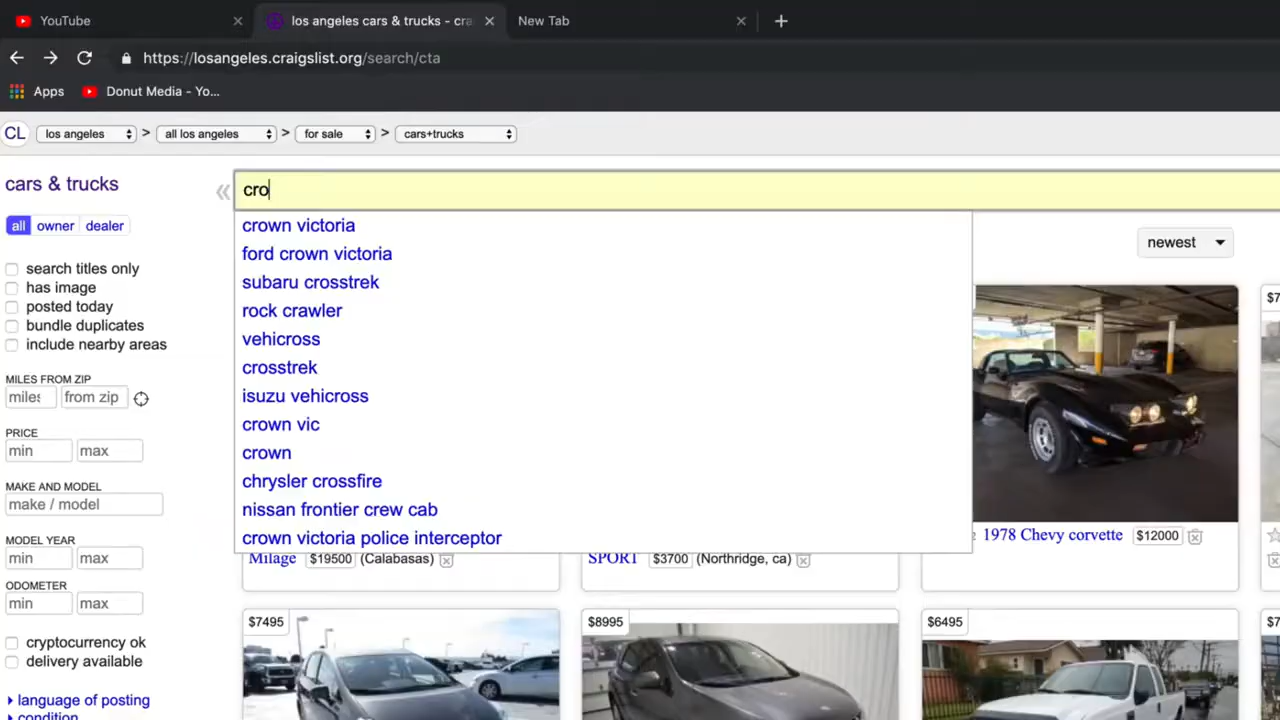 YouTube
los angeles cars & trucks - cra
New Tab
https://losangeles.craigslist.org/search/cta
Apps
Donut Media - Yo...
CL
los angeles
>
all los angeles
>
for sale
>
cars+trucks
cars & trucks
cro
all
owner
dealer
crown victoria
ford crown victoria
newest
search titles only
has image
posted today
bundle duplicates
include nearby areas
subaru crosstrek
rock crawler
vehicross
crosstrek
isuzu vehicross
crown vic
crown
chrysler crossfire
nissan frontier crew cab
crown victoria police interceptor
MILES FROM ZIP
miles
from zip
PRICE
min
max
MAKE AND MODEL
make / model
MODEL YEAR
min
max
ODOMETER
min
max
cryptocurrency ok
delivery available
language of posting
condition
Milage $19500 (Calabasas)
SPORT $3700 (Northridge, ca)
1978 Chevy corvette $12000
$7495
$8995
$6495